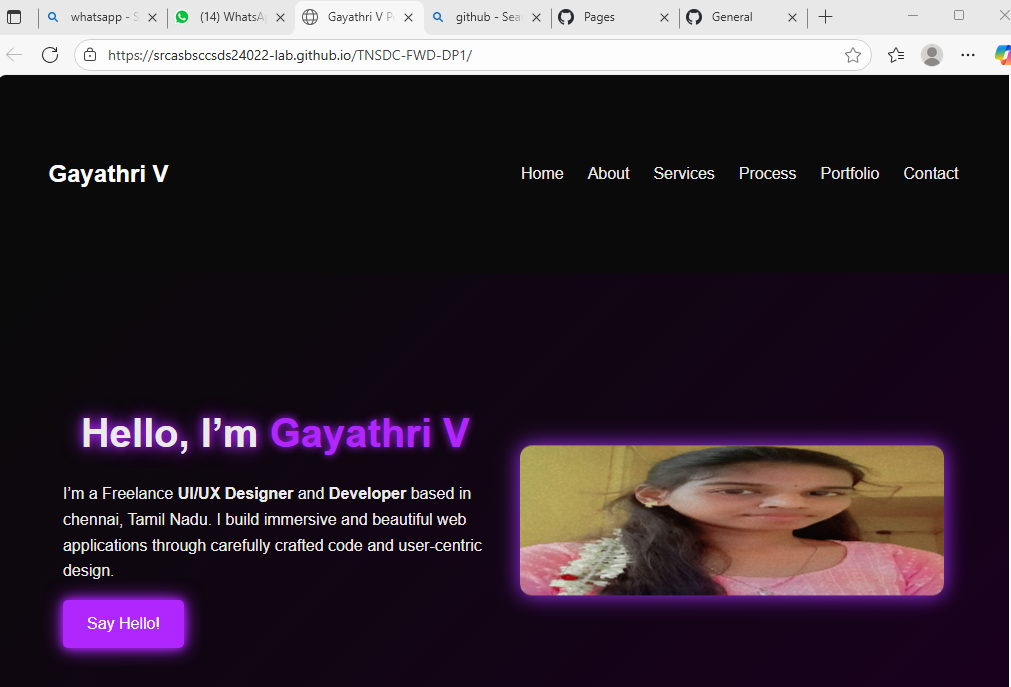 whatsapp - S
(14) WhatsA
Gayathri V P
github - Sea
Pages
General
https://srcasbsccsds24022-lab.github.io/TNSDC-FWD-DP1/
Gayathri V
Home About Services Process Portfolio Contact
Hello, I’m Gayathri V
I’m a Freelance UI/UX Designer and Developer based in
chennai, Tamil Nadu. I build immersive and beautiful web
applications through carefully crafted code and user-centric
design.
Say Hello!